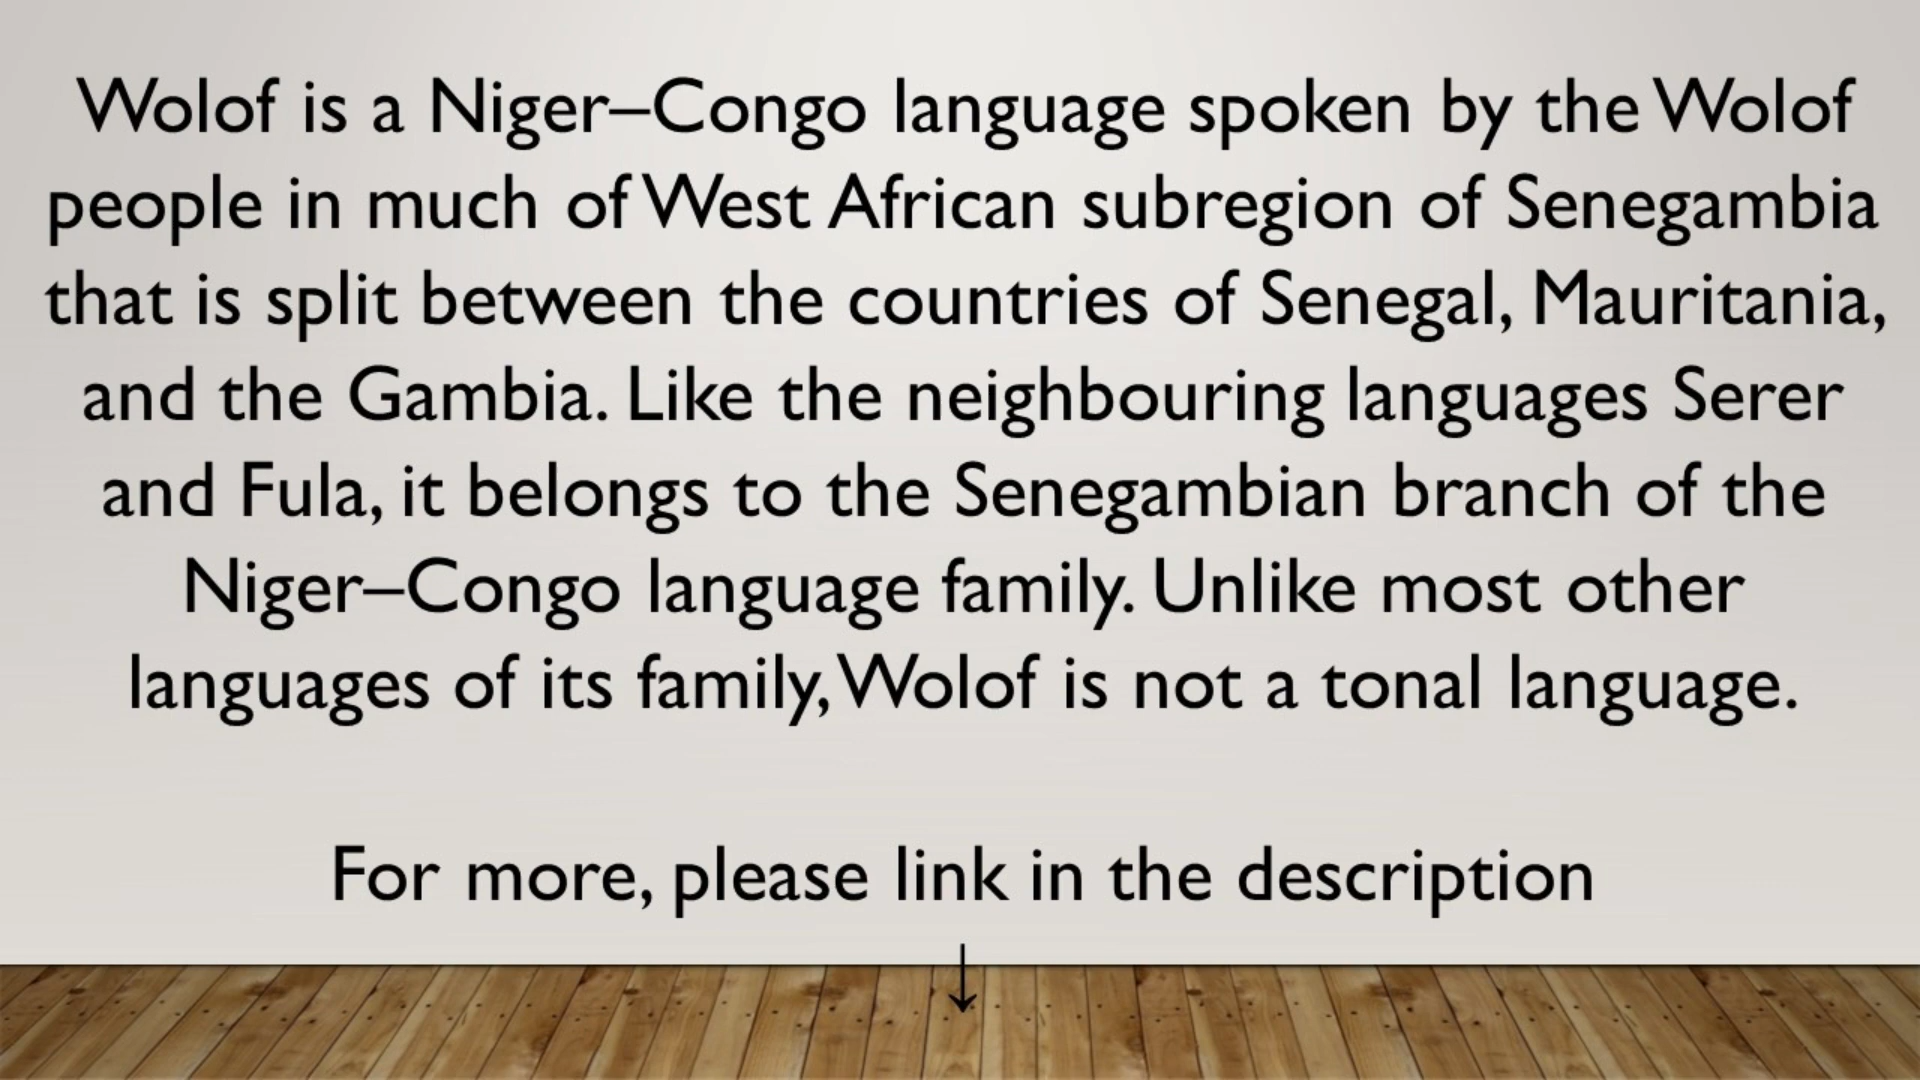 Wolof is a Niger–Congo language spoken by the Wolof
people in much of West African subregion of Senegambia
that is split between the countries of Senegal, Mauritania,
and the Gambia. Like the neighbouring languages Serer
and Fula, it belongs to the Senegambian branch of the
Niger–Congo language family. Unlike most other
languages of its family, Wolof is not a tonal language.
For more, please link in the description
↓